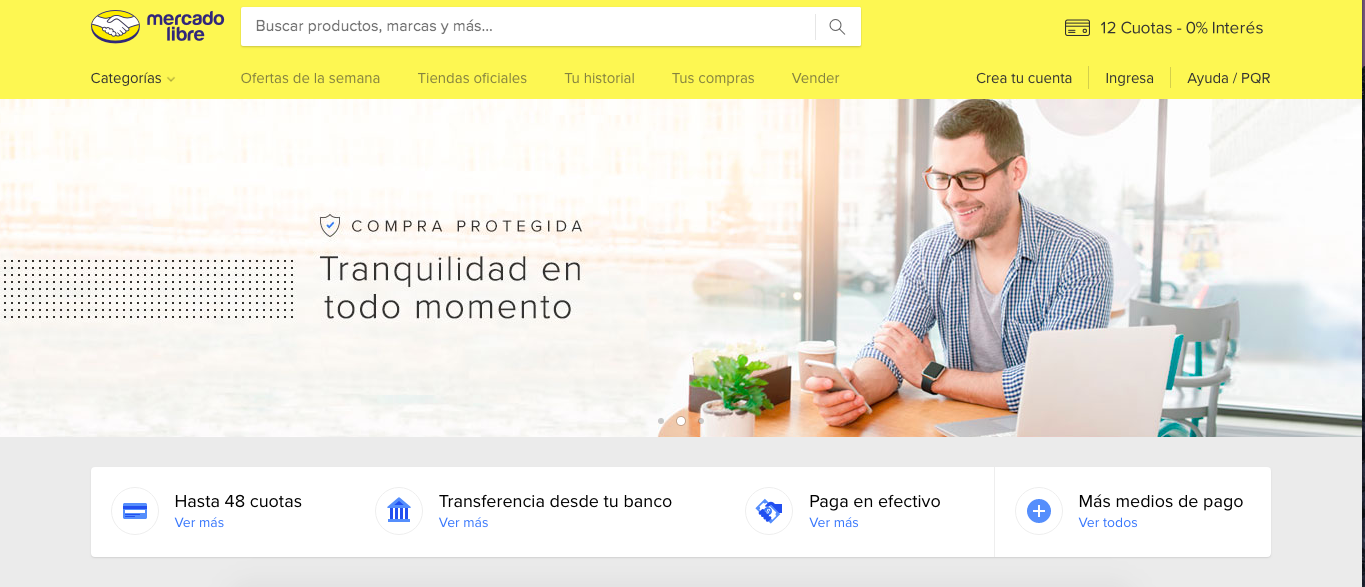 mercado
libre
Buscar productos, marcas y más...
12 Cuotas - 0% Interés
Categorías
Ofertas de la semana
Tiendas oficiales
Tu historial
Tus compras
Vender
Crea tu cuenta
Ingresa
Ayuda / PQR
COMPRA PROTEGIDA
Tranquilidad en
todo momento
Hasta 48 cuotas
Ver más
Transferencia desde tu banco
Ver más
Paga en efectivo
Ver más
Más medios de pago
Ver todos